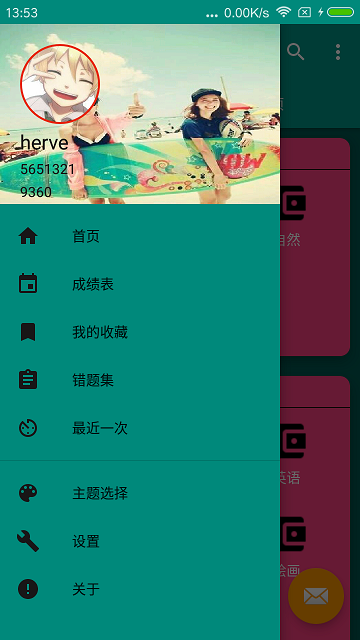 13:53
0.00K/s
herve
5651321
9360
首页
成绩表
我的收藏
错题集
最近一次
主题选择
设置
关于
自然
英语
绘画